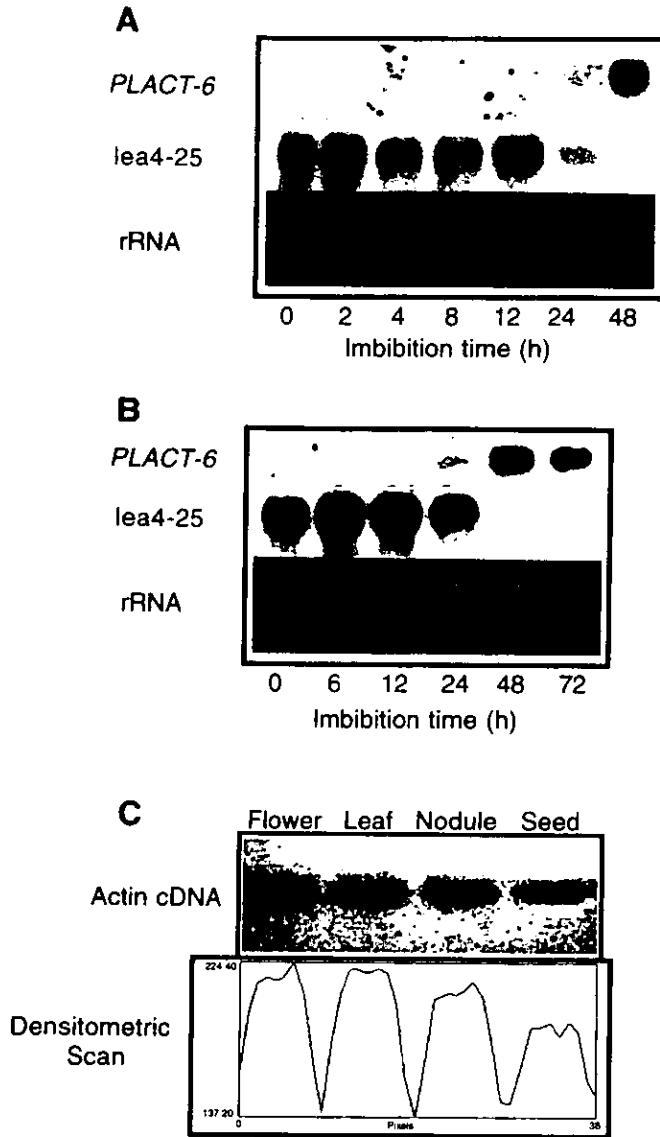 A
PLACT-6
lea4-25
rRNA
0 2 4 8 12 24 48
Imbibition time (h)
B
PLACT-6
lea4-25
rRNA
0 6 12 24 48 72
Imbibition time (h)
C
Flower Leaf Nodule Seed
Actin cDNA
224 40
Densitometric
Scan
137 20
0 Pixels 38